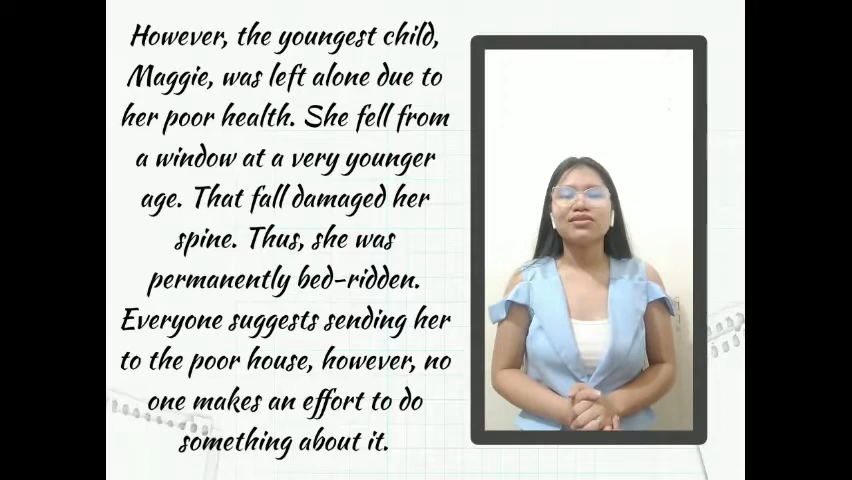 However, the youngest child,
Maggie, was left alone due to
her poor health. She fell from
a window at a very younger
age. That fall damaged her
spine. Thus, she was
permanently bed-ridden.
Everyone suggests sending her
to the poor house, however, no
one makes an effort to do
something about it.